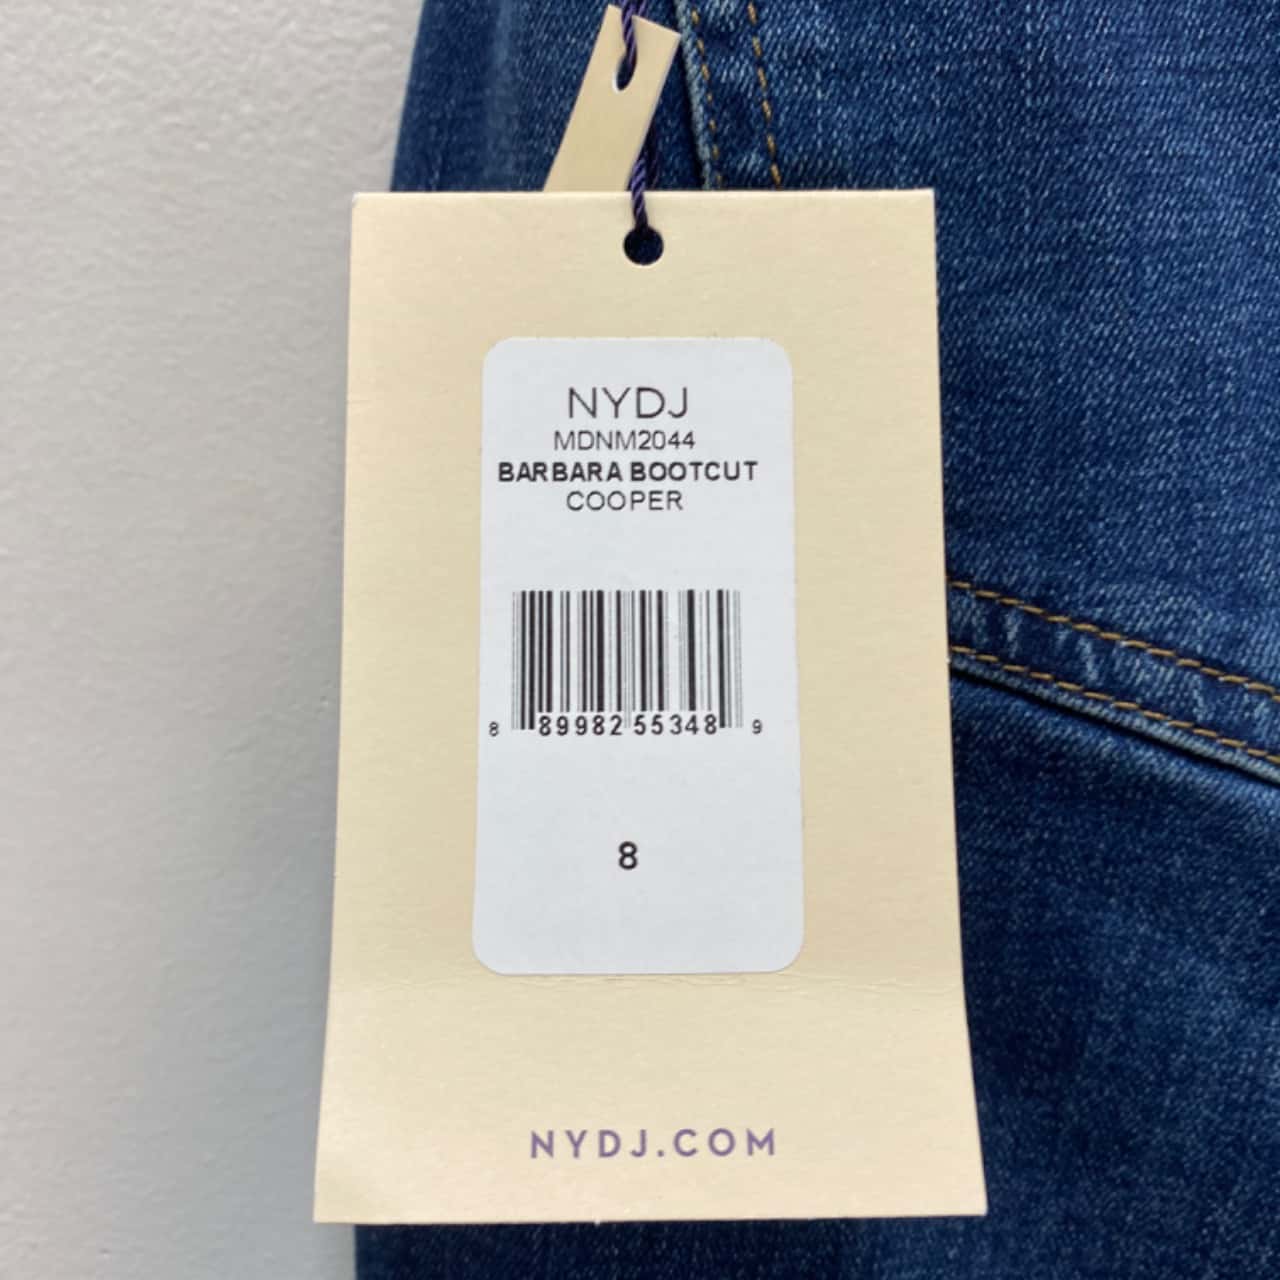 NYDJ
MDNM2044
BARBARA BOOTCUT
COOPER
8 89982 55348 9
8
NYDJ.COM